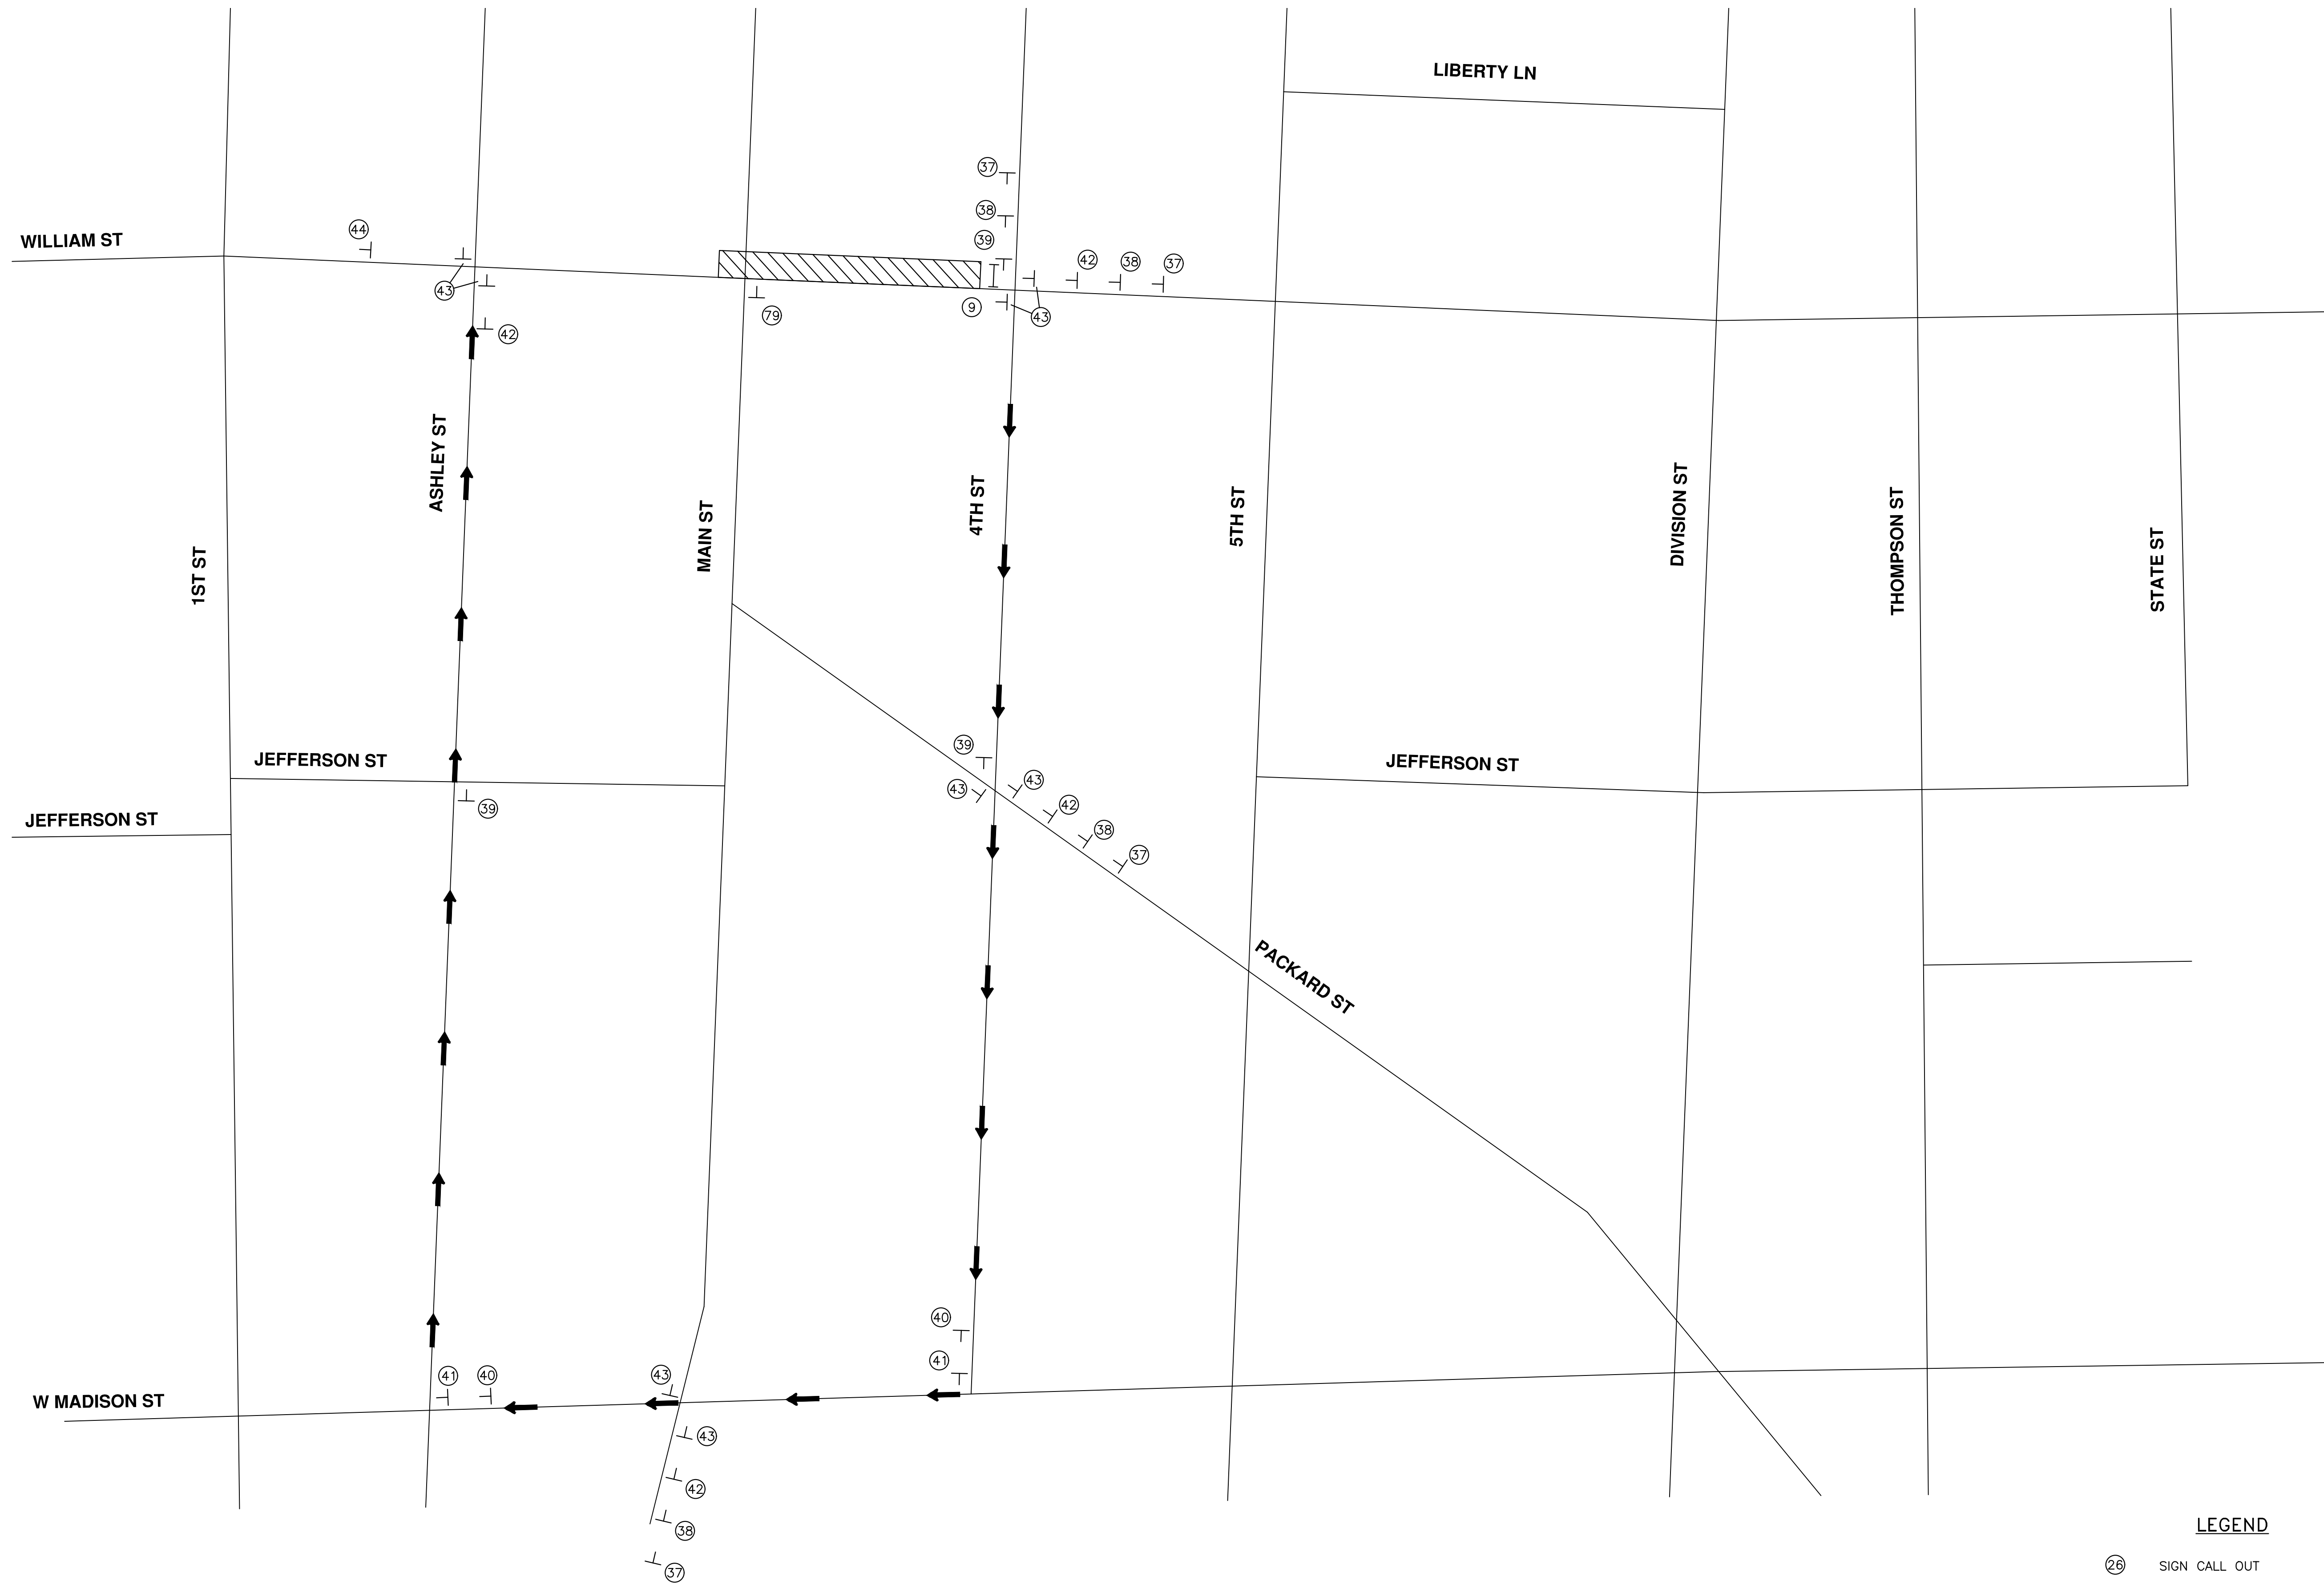 LIBERTY LN
37
38
39
WILLIAM ST
44
42
38
37
43
79
9
43
42
ASHLEY ST
MAIN ST
4TH ST
5TH ST
DIVISION ST
THOMPSON ST
STATE ST
1ST ST
39
JEFFERSON ST
JEFFERSON ST
43
43
42
39
JEFFERSON ST
38
37
PACKARD ST
40
41
41
40
43
W MADISON ST
43
42
38
37
LEGEND
26 SIGN CALL OUT